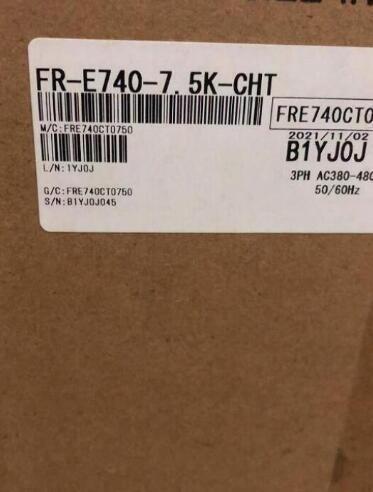 FR-E740-7.5K-CHT
M/C:FRE740CT0750
L/N:1YJ0J
G/C:FRE740CT0750
S/N:B1YJ0J045
FRE740CT0
2021/11/02
B1YJ0J
3PH AC380-480
50/60Hz